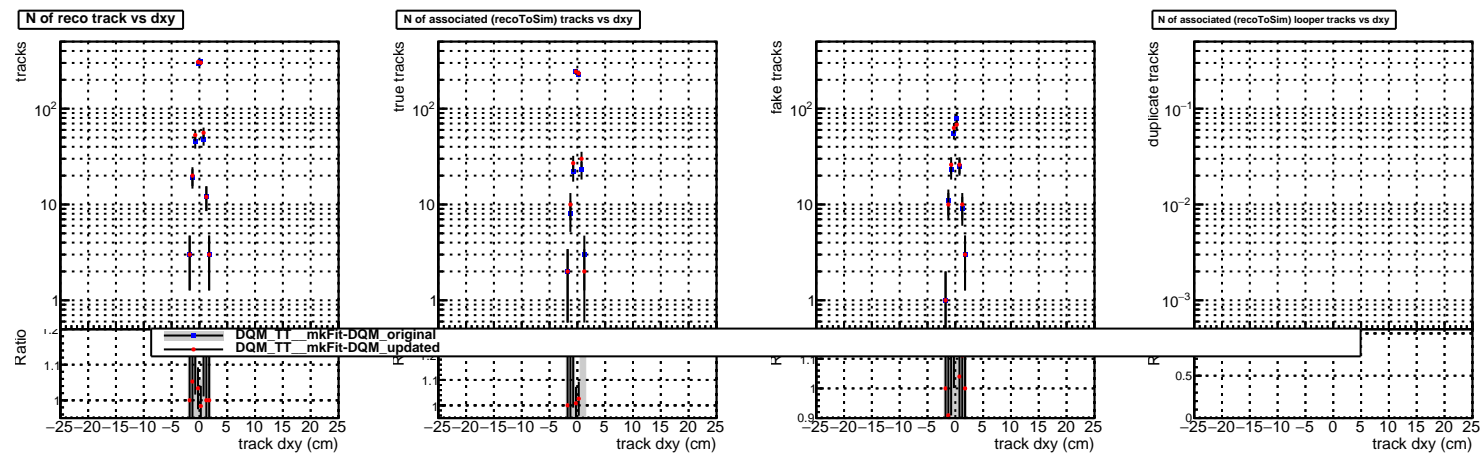 N of reco track vs dxy
tracks
10²
10
1
Ratio
1.2
1.1
1
−25−20−15−10−5 0 5 10 15 20 25
track dxy (cm)
N of associated (recoToSim) tracks vs dxy
true tracks
10²
10
1
1.1
1
−25−20−15−10−5 0 5 10 15 20 25
track dxy (cm)
fake tracks
10²
10
1
1.1
1
0.9
−25−20−15−10−5 0 5 10 15 20 25
track dxy (cm)
N of associated (recoToSim) looper tracks vs dxy
duplicate tracks
10⁻¹
10⁻²
10⁻³
0.5
0
−25−20−15−10−5 0 5 10 15 20 25
track dxy (cm)
DQM_TT__mkFit-DQM_original
DQM_TT__mkFit-DQM_updated